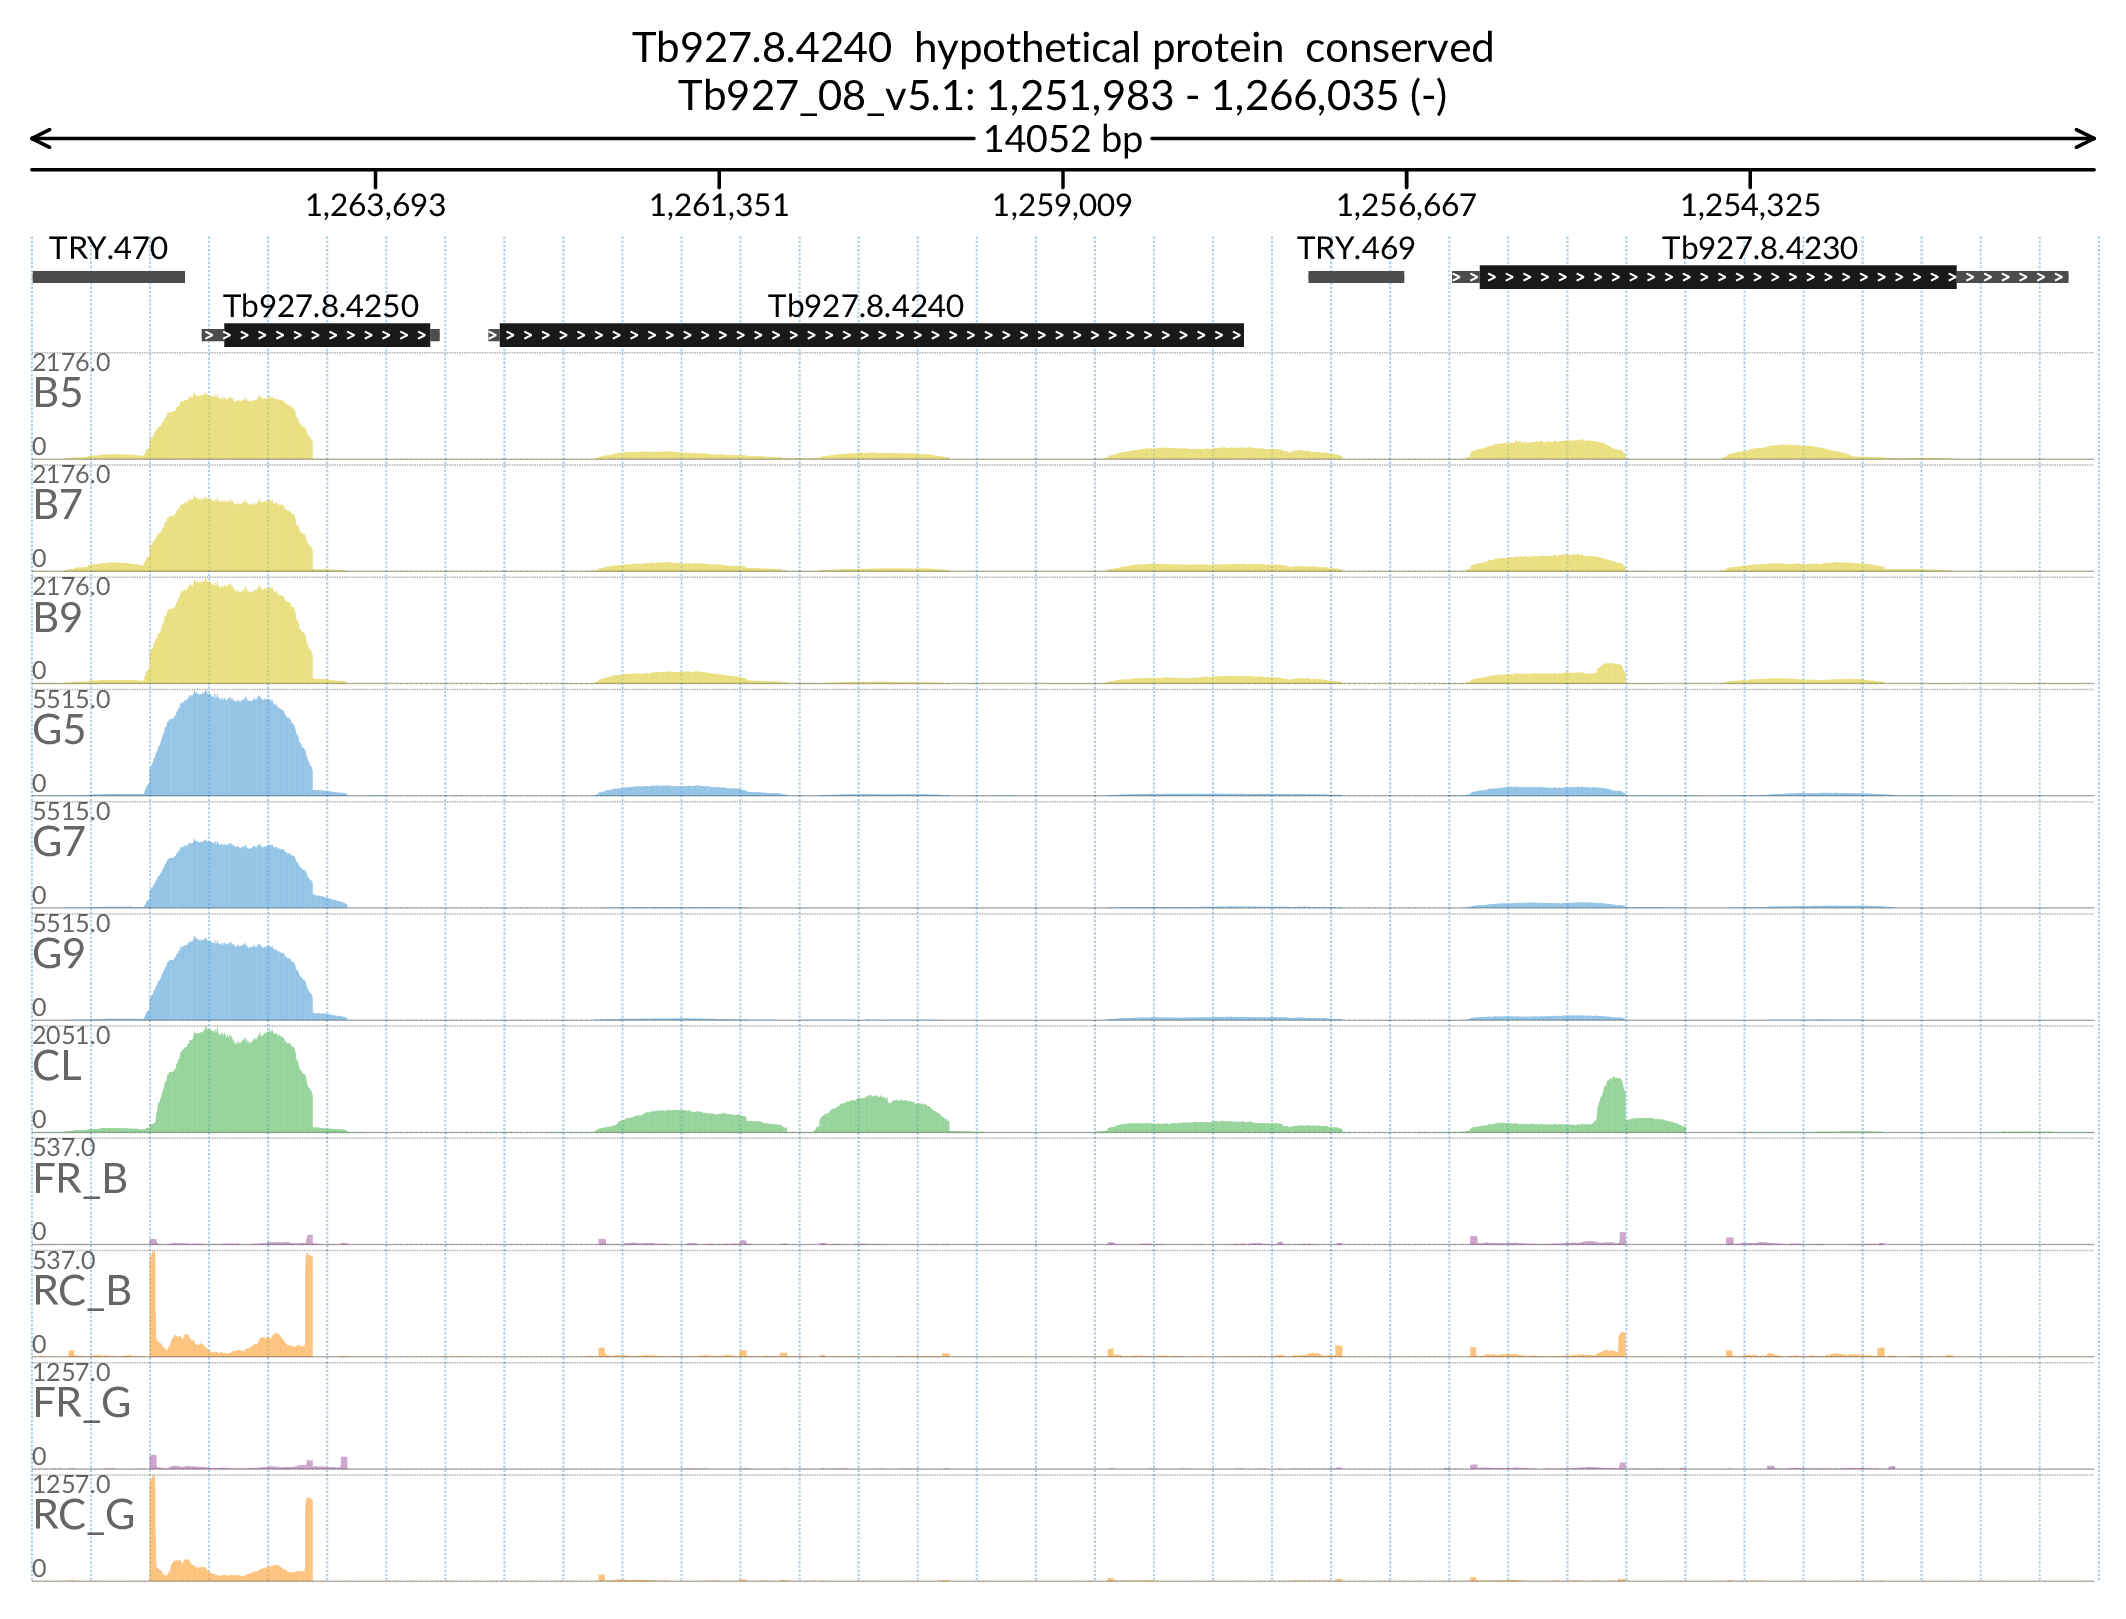 Tb927.8.4240  hypothetical protein  conserved
Tb927_08_v5.1: 1,251,983 - 1,266,035 (-)
14052 bp
1,263,693 1,261,351 1,259,009 1,256,667 1,254,325
TRY.470 TRY.469 Tb927.8.4230
Tb927.8.4250 Tb927.8.4240
2176.0
B5
0
2176.0
B7
0
2176.0
B9
0
5515.0
G5
0
5515.0
G7
0
5515.0
G9
0
2051.0
CL
0
537.0
FR_B
0
537.0
RC_B
0
1257.0
FR_G
0
1257.0
RC_G
0